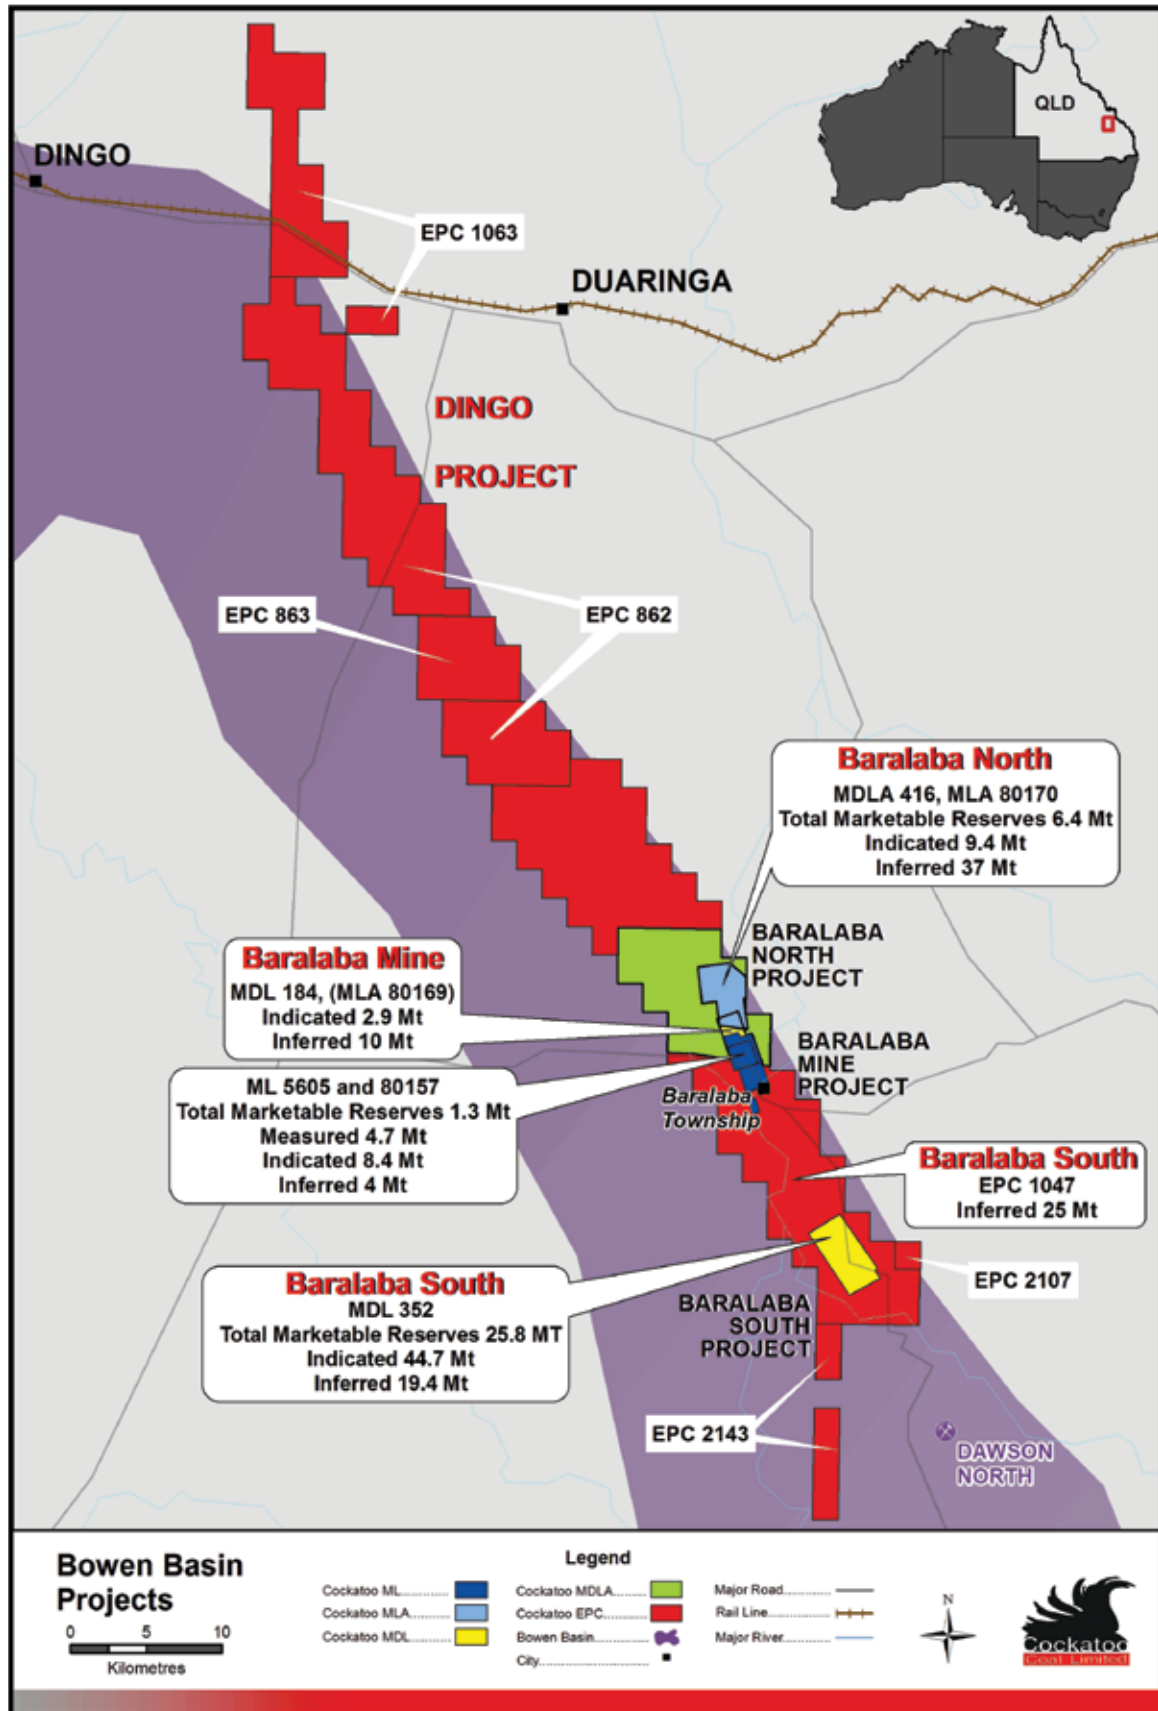 QLD
DINGO
EPC 1063
DUARINGA
DINGO
PROJECT
EPC 863
EPC 862
Baralaba North
MDLA 416, MLA 80170
Total Marketable Reserves 6.4 Mt
Indicated 9.4 Mt
Inferred 37 Mt
BARALABA
NORTH
PROJECT
Baralaba Mine
MDL 184, (MLA 80169)
Indicated 2.9 Mt
Inferred 10 Mt
BARALABA
MINE
PROJECT
ML 5605 and 80157
Total Marketable Reserves 1.3 Mt
Measured 4.7 Mt
Indicated 8.4 Mt
Inferred 4 Mt
Baralaba
Township
Baralaba South
EPC 1047
Inferred 25 Mt
Baralaba South
MDL 352
Total Marketable Reserves 25.8 MT
Indicated 44.7 Mt
Inferred 19.4 Mt
EPC 2107
BARALABA
SOUTH
PROJECT
EPC 2143
DAWSON
NORTH
Bowen Basin
Projects
0 5 10
Kilometres
Legend
Cockatoo ML
Cockatoo MLA
Cockatoo MDL
Cockatoo MDLA
Cockatoo EPC
Bowen Basin
City
Major Road
Rail Line
Major River
N
Cockatoo
Coal Limited